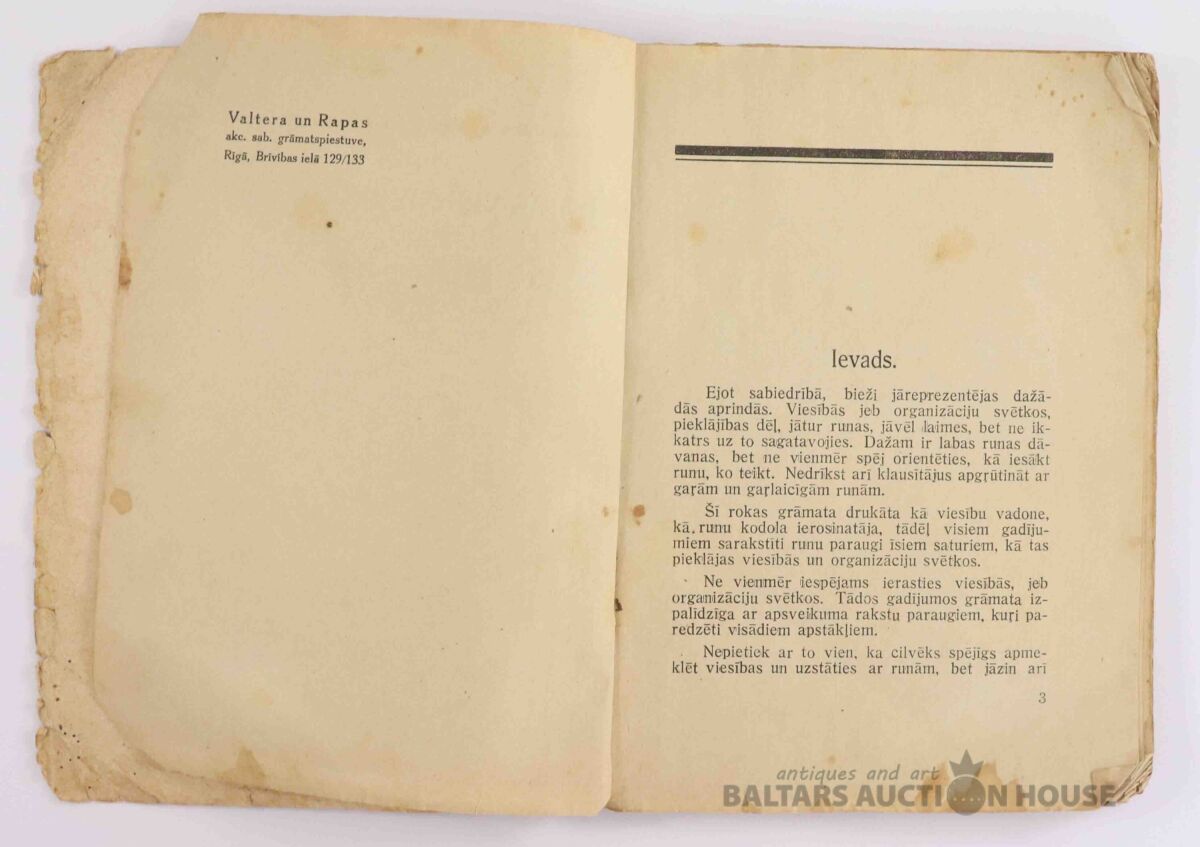 Valtera un Rapas
akc. sab. grāmatspiestuve,
Rīgā, Brīvības ielā 129/133
Ievads.
Ejot sabiedrībā, bieži jāreprezentējas dažā-
dās aprindās. Viesībās jeb organizāciju svētkos,
pieklājības dēļ, jātur runas, jāvēl laimes, bet ne ik-
katrs uz to sagatavojies. Dažam ir labas runas dā-
vanas, bet ne vienmēr spēj orientēties, kā iesākt
runu, ko teikt. Nedrīkst arī klausītājus apgrūtināt ar
gaŗām un gaŗlaicīgām runām.
Šī rokas grāmata drukāta kā viesību vadone,
kā runu kodola ierosinatāja, tādēļ visiem gadīju-
miem sarakstīti runu paraugi īsiem saturiem, kā tas
pieklājas viesībās un organizāciju svētkos.
Ne vienmēr iespējams ierasties viesībās, jeb
organizāciju svētkos. Tādos gadījumos grāmata iz-
palīdzīga ar apsveikuma rakstu paraugiem, kuŗi pa-
redzēti visādiem apstākļiem.
Nepietiek ar to vien, ka cilvēks spējīgs apme-
klēt viesības un uzstāties ar runām, bet jāzin arī
3
antiques and art
BALTARS AUCTION HOUSE